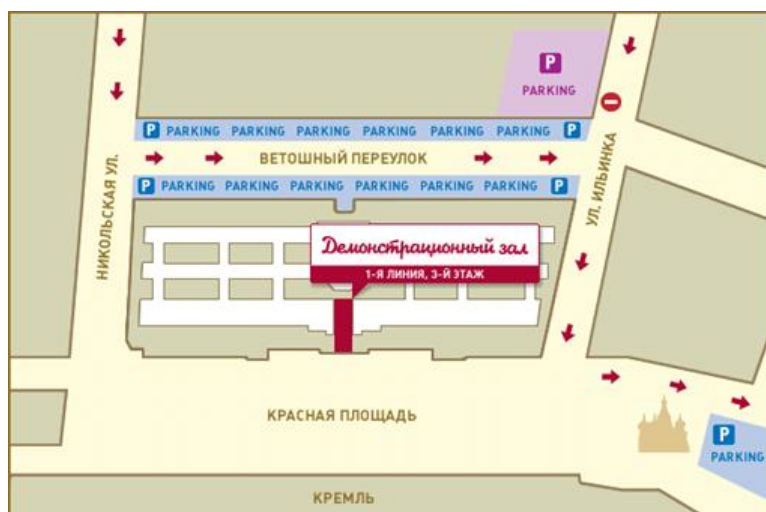 P
PARKING
P PARKING PARKING PARKING PARKING PARKING PARKING P
ВЕТОШНЫЙ ПЕРЕУЛОК
P PARKING PARKING PARKING PARKING PARKING PARKING P
НИКОЛЬСКАЯ УЛ.
УЛ. ИЛЬИНКА
Демонстрационный зал
1-Я ЛИНИЯ, 3-Й ЭТАЖ
КРАСНАЯ ПЛОЩАДЬ
P
PARKING
КРЕМЛЬ